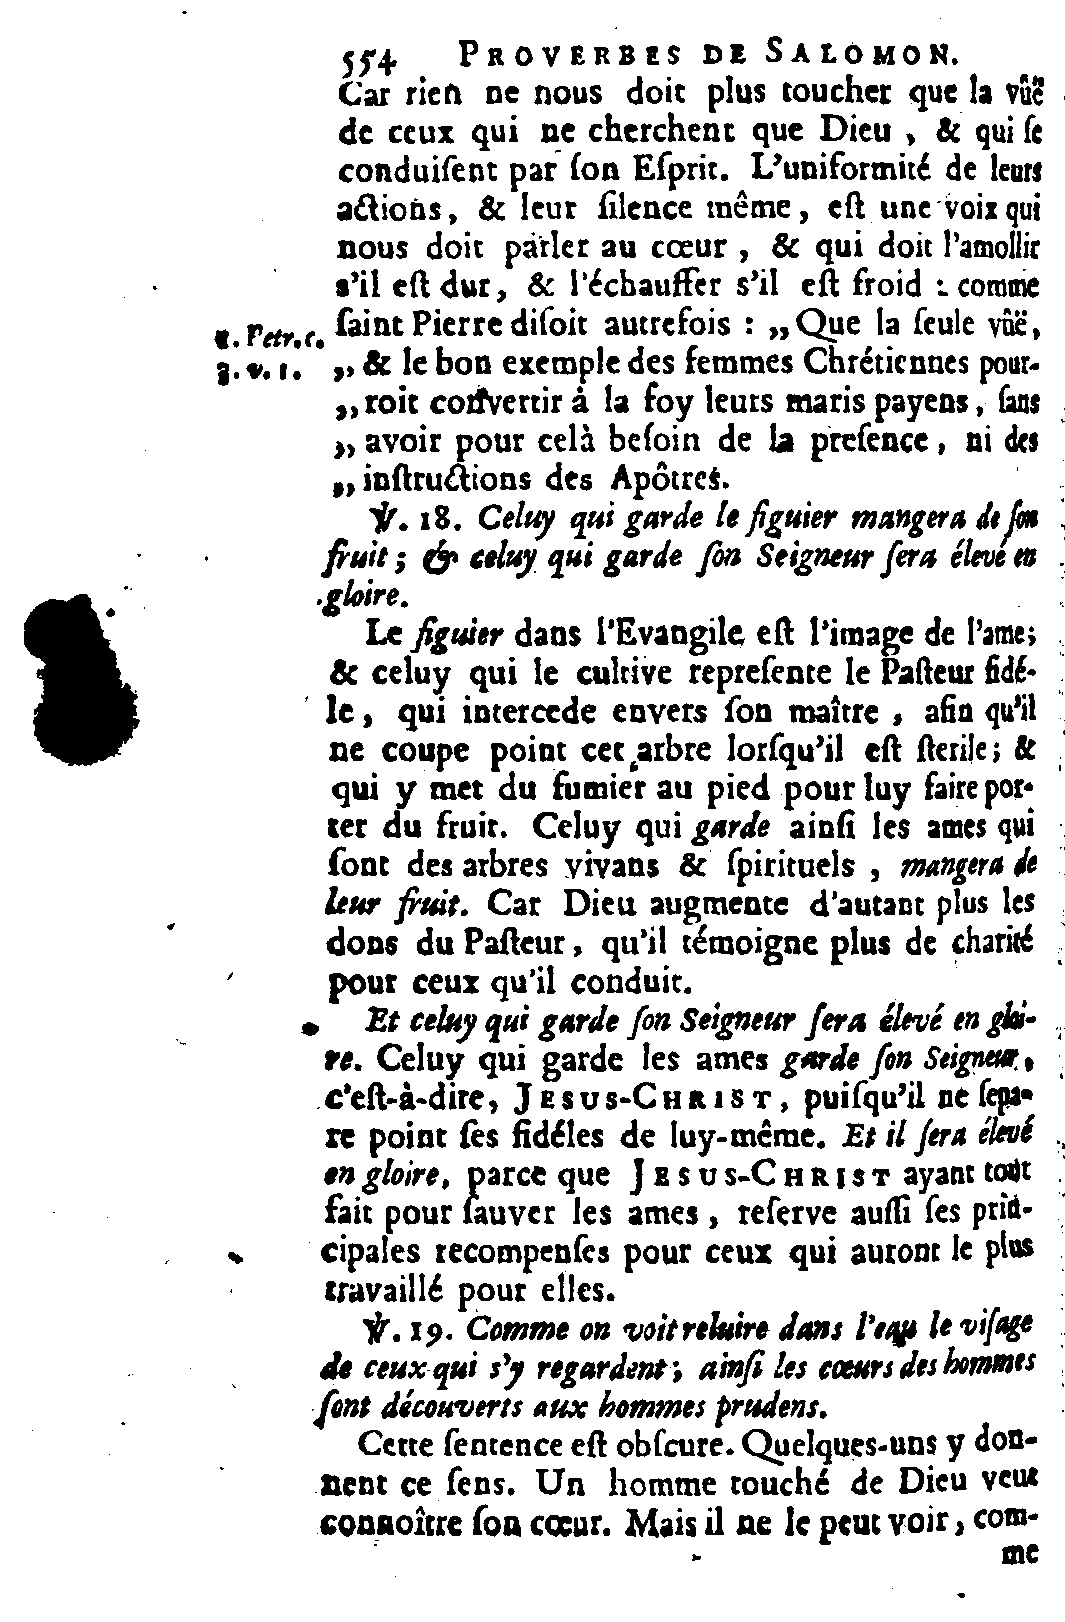 554 PROVERBES DE SALOMON.
Car rien ne nous doit plus toucher que la vûë
de ceux qui ne cherchent que Dieu, & qui ſe
conduiſent par ſon Eſprit. L'uniformité de leurs
actions, & leur ſilence même, eſt une voix qui
nous doit parler au cœur, & qui doit l'amollir
s'il eſt dur, & l'échauffer s'il eſt froid : comme
ſaint Pierre diſoit autrefois : „Que la ſeule vûë,
1. Petr. c.
3. v. 1.
„& le bon exemple des femmes Chrétiennes pour-
„roit convertir à la foy leurs maris payens, ſans
„avoir pour celà beſoin de la preſence, ni des
„inſtructions des Apôtres.
℣. 18. Celuy qui garde le figuier mangera de ſon
fruit; & celuy qui garde ſon Seigneur ſera élevé en
gloire.
Le figuier dans l'Evangile eſt l'image de l'ame;
& celuy qui le cultive repreſente le Paſteur fidé-
le, qui intercede envers ſon maître, afin qu'il
ne coupe point cet arbre lorſqu'il eſt ſterile; &
qui y met du fumier au pied pour luy faire por-
ter du fruit. Celuy qui garde ainſi les ames qui
ſont des arbres vivans & ſpirituels, mangera de
leur fruit. Car Dieu augmente d'autant plus les
dons du Paſteur, qu'il témoigne plus de charité
pour ceux qu'il conduit.
Et celuy qui garde ſon Seigneur ſera élevé en gloi-
re. Celuy qui garde les ames garde ſon Seigneur,
c'eſt-à-dire, JESUS-CHRIST, puiſqu'il ne ſepa-
re point ſes fidéles de luy-même. Et il ſera élevé
en gloire, parce que JESUS-CHRIST ayant tout
fait pour ſauver les ames, reſerve auſſi ſes prin-
cipales recompenſes pour ceux qui auront le plus
travaillé pour elles.
℣. 19. Comme on voit reluire dans l'eau le viſage
de ceux qui s'y regardent; ainſi les cœurs des hommes
ſont découverts aux hommes prudens.
Cette ſentence eſt obſcure. Quelques-uns y don-
nent ce ſens. Un homme touché de Dieu veut
connoître ſon cœur. Mais il ne le peut voir, com-
me